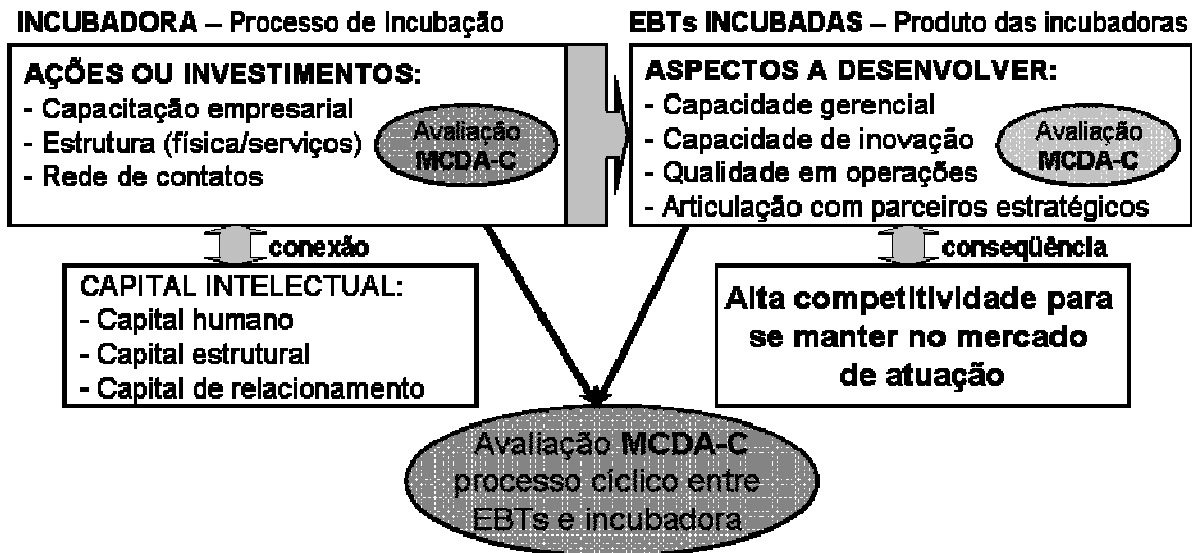 INCUBADORA – Processo de Incubação
AÇÕES OU INVESTIMENTOS:
- Capacitação empresarial
- Estrutura (física/serviços)
- Rede de contatos
Avaliação
MCDA-C
EBTs INCUBADAS – Produto das incubadoras
ASPECTOS A DESENVOLVER:
- Capacidade gerencial
- Capacidade de inovação
- Qualidade em operações
- Articulação com parceiros estratégicos
Avaliação
MCDA-C
conexão
CAPITAL INTELECTUAL:
- Capital humano
- Capital estrutural
- Capital de relacionamento
conseqüência
Alta competitividade para
se manter no mercado
de atuação
Avaliação MCDA-C
processo cíclico entre
EBTs e incubadora